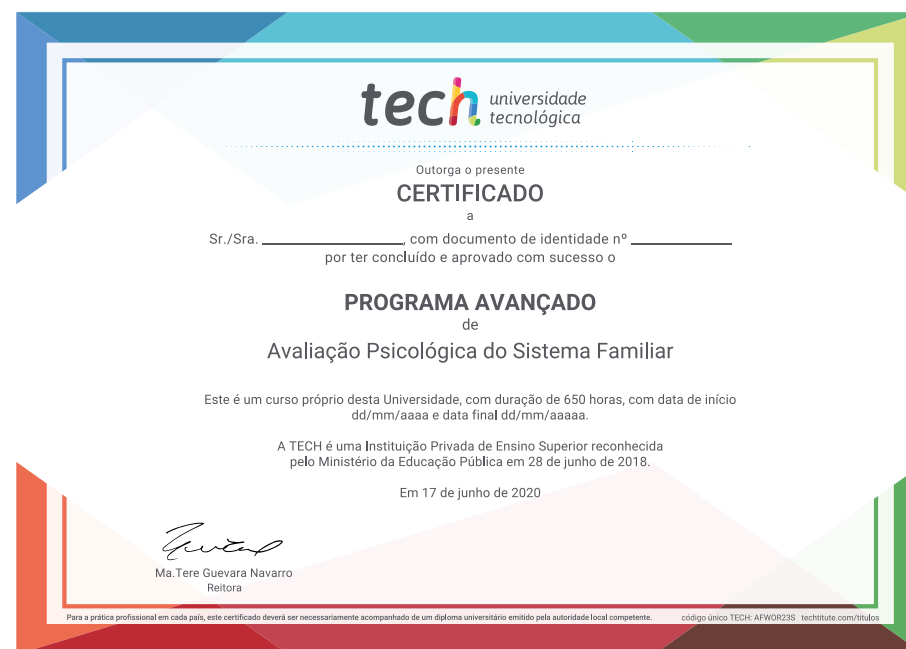 tech universidade
tecnológica
Outorga o presente
CERTIFICADO
a
Sr./Sra. ________________, com documento de identidade nº ___________
por ter concluído e aprovado com sucesso o
PROGRAMA AVANÇADO
de
Avaliação Psicológica do Sistema Familiar
Este é um curso próprio desta Universidade, com duração de 650 horas, com data de início
dd/mm/aaaa e data final dd/mm/aaaaa.
A TECH é uma Instituição Privada de Ensino Superior reconhecida
pelo Ministério da Educação Pública em 28 de junho de 2018.
Em 17 de junho de 2020
Ma.Tere Guevara Navarro
Reitora
Para a prática profissional em cada país, este certificado deverá ser necessariamente acompanhado de um diploma universitário emitido pela autoridade local competente. código único TECH: AFWOR23S techtitute.com/titulos